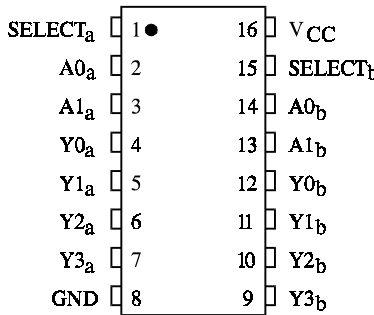 SELECTa 1 16 VCC
A0a 2 15 SELECTb
A1a 3 14 A0b
Y0a 4 13 A1b
Y1a 5 12 Y0b
Y2a 6 11 Y1b
Y3a 7 10 Y2b
GND 8 9 Y3b